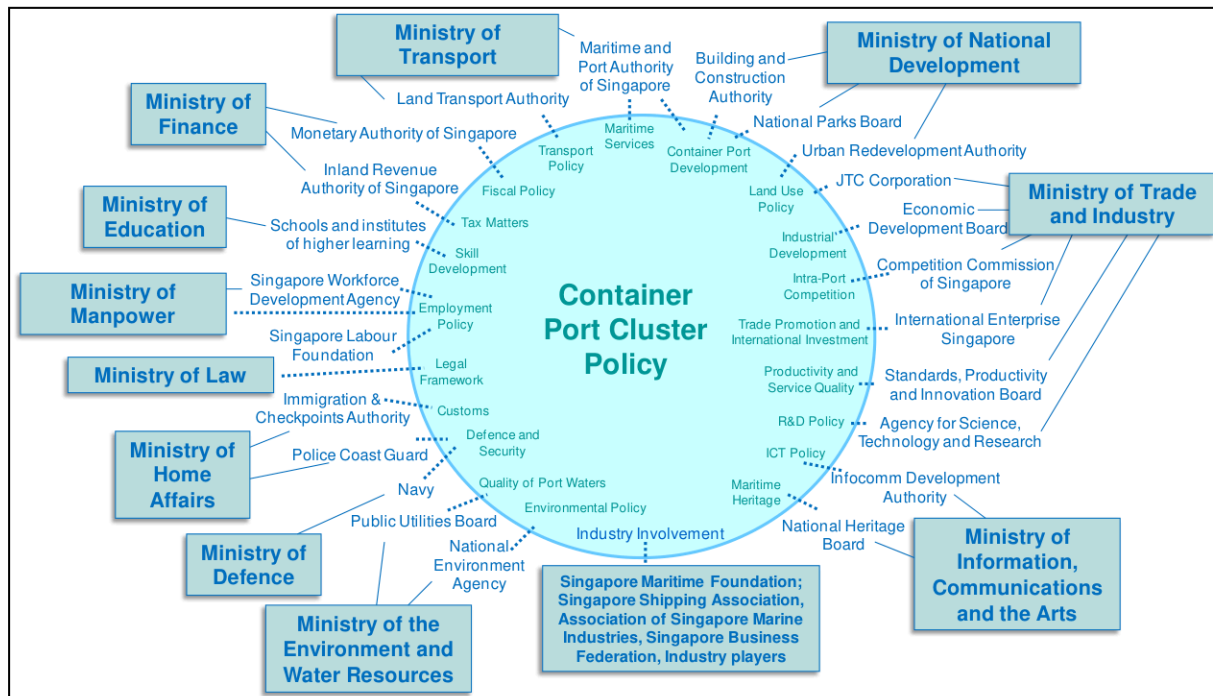 Ministry of
Transport
Maritime and
Port Authority
of Singapore
Building and
Construction
Authority
Ministry of National
Development
Ministry of
Finance
Land Transport Authority
Monetary Authority of Singapore
National Parks Board
Maritime
Services
Transport
Policy
Container Port
Development
Urban Redevelopment Authority
Inland Revenue
Authority of Singapore
Fiscal Policy
Land Use
Policy
JTC Corporation
Ministry of Trade
and Industry
Ministry of
Education
Schools and institutes
of higher learning
Tax Matters
Economic
Development Board
Skill
Development
Industrial
Development
Competition Commission
of Singapore
Ministry of
Manpower
Singapore Workforce
Development Agency
Employment
Policy
Intra-Port
Competition
Container
Port Cluster
Policy
Singapore Labour
Foundation
Trade Promotion and
International Investment
International Enterprise
Singapore
Ministry of Law
Legal
Framework
Productivity and
Service Quality
Standards, Productivity
and Innovation Board
Immigration &
Checkpoints Authority
Customs
R&D Policy
Agency for Science,
Technology and Research
Ministry of
Home
Affairs
Police Coast Guard
Defence and
Security
ICT Policy
Navy
Quality of Port Waters
Maritime
Heritage
Infocomm Development
Authority
Public Utilities Board
Environmental Policy
National Heritage
Board
Ministry of
Defence
National
Environment
Agency
Industry Involvement
Ministry of
Information,
Communications
and the Arts
Singapore Maritime Foundation;
Singapore Shipping Association,
Association of Singapore Marine
Industries, Singapore Business
Federation, Industry players
Ministry of the
Environment and
Water Resources